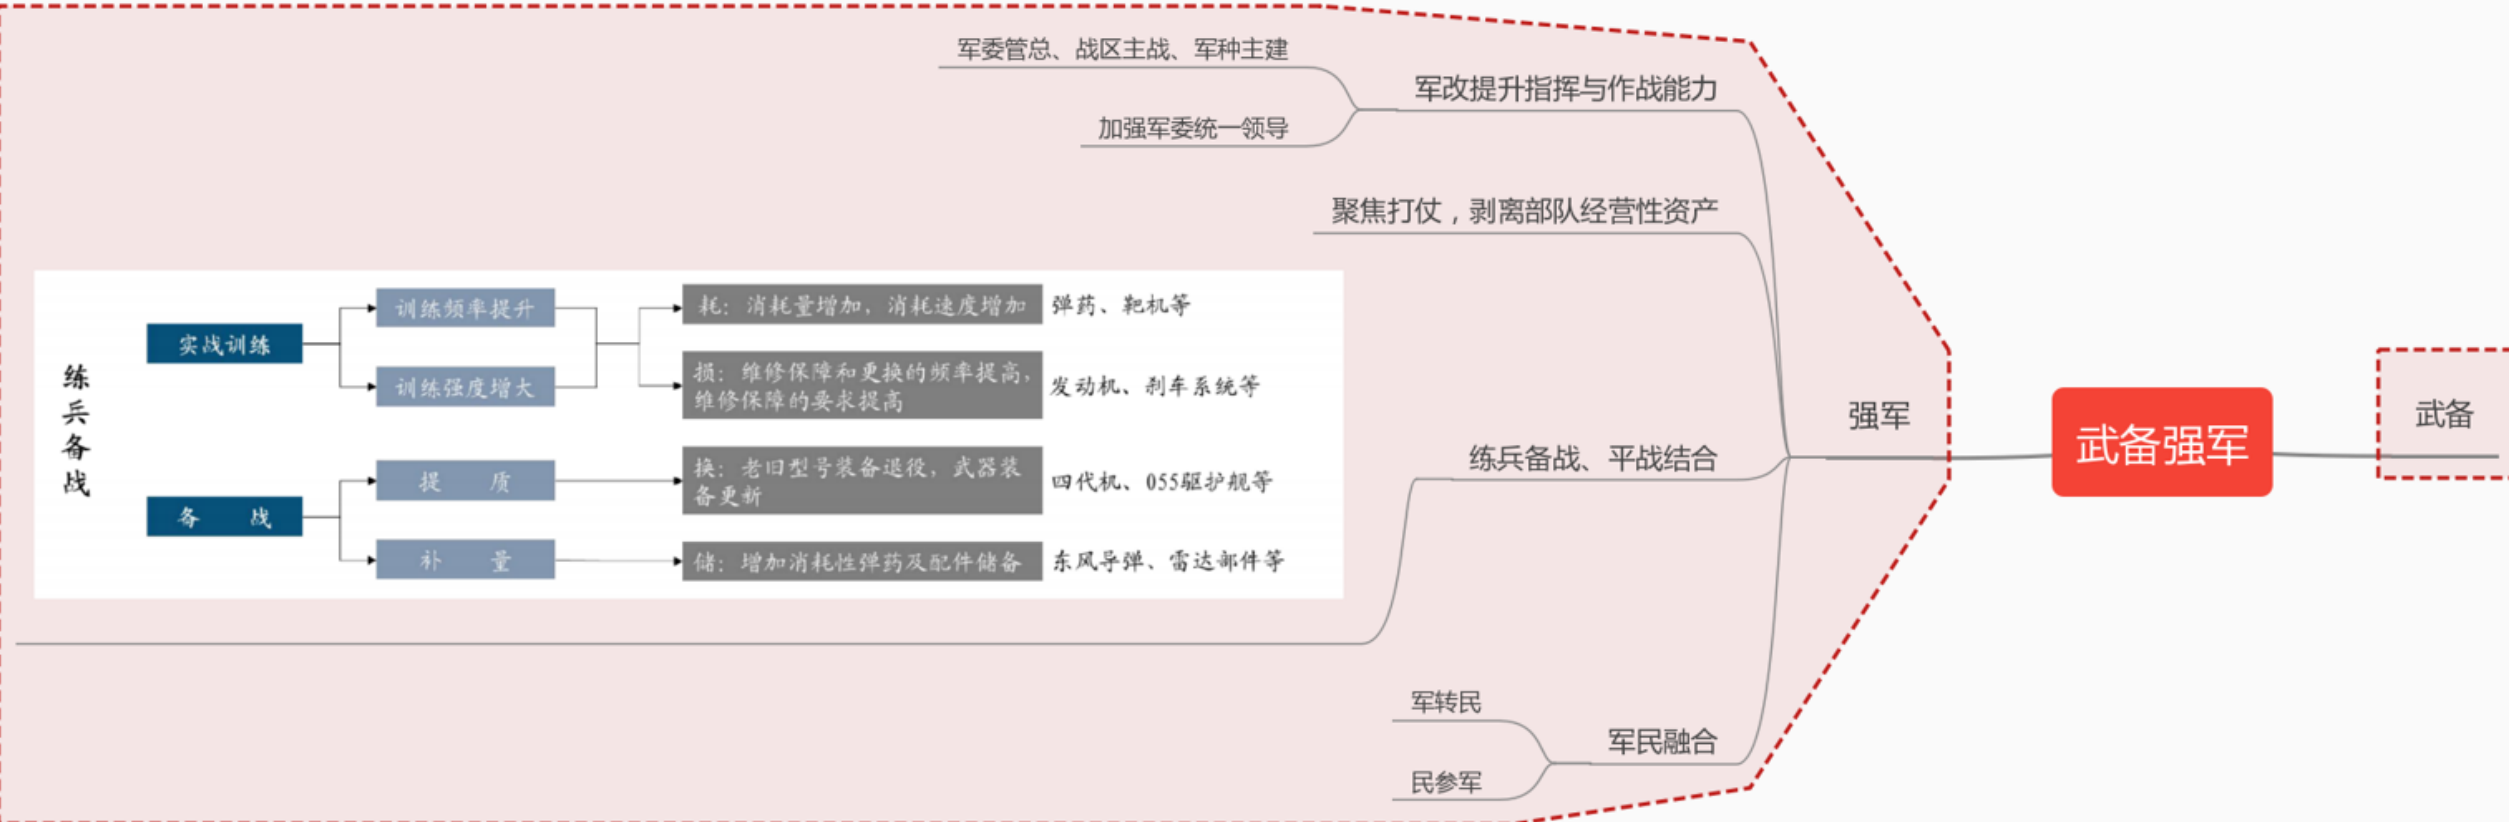 军委管总、战区主战、军种主建
军改提升指挥与作战能力
加强军委统一领导
聚焦打仗，剥离部队经营性资产
练兵备战
实战训练
训练频率提升
训练强度增大
耗：消耗量增加，消耗速度增加
弹药、靶机等
损：维修保障和更换的频率提高，
维修保障的要求提高
发动机、刹车系统等
备 战
提 质
换：老旧型号装备退役，武器装
备更新
四代机、055驱护舰等
补 量
储：增加消耗性弹药及配件储备
东风导弹、雷达部件等
练兵备战、平战结合
强军
武备强军
武备
军转民
军民融合
民参军